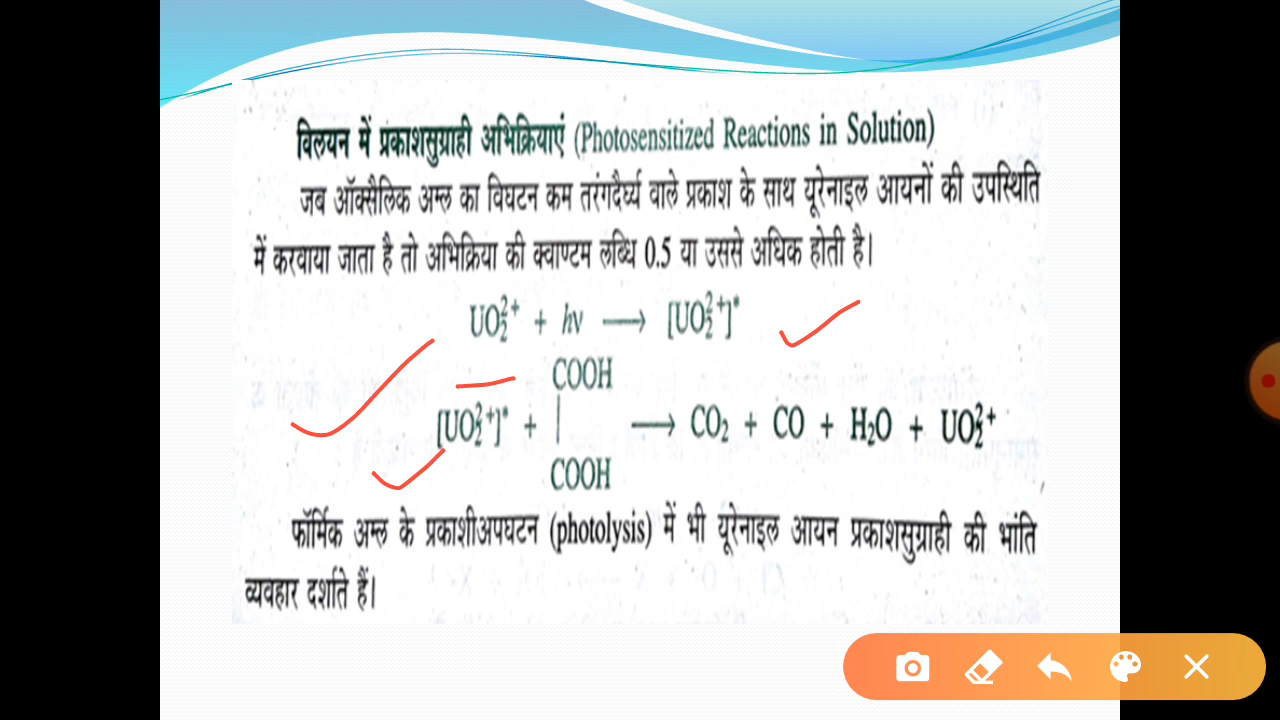 विलयन में प्रकाशसुग्राही अभिक्रियाएं (Photosensitized Reactions in Solution)
जब ऑक्सैलिक अम्ल का विघटन कम तरंगदैर्घ्य वाले प्रकाश के साथ यूरेनाइल आयनों की उपस्थिति
में करवाया जाता है तो अभिक्रिया की क्वाण्टम लब्धि 0.5 या उससे अधिक होती है।
UO₂²⁺ + hν ⟶ [UO₂²⁺]*
COOH
[UO₂²⁺]* + | ⟶ CO₂ + CO + H₂O + UO₂²⁺
COOH
फॉर्मिक अम्ल के प्रकाशीअपघटन (photolysis) में भी यूरेनाइल आयन प्रकाशसुग्राही की भांति
व्यवहार दर्शाते हैं।